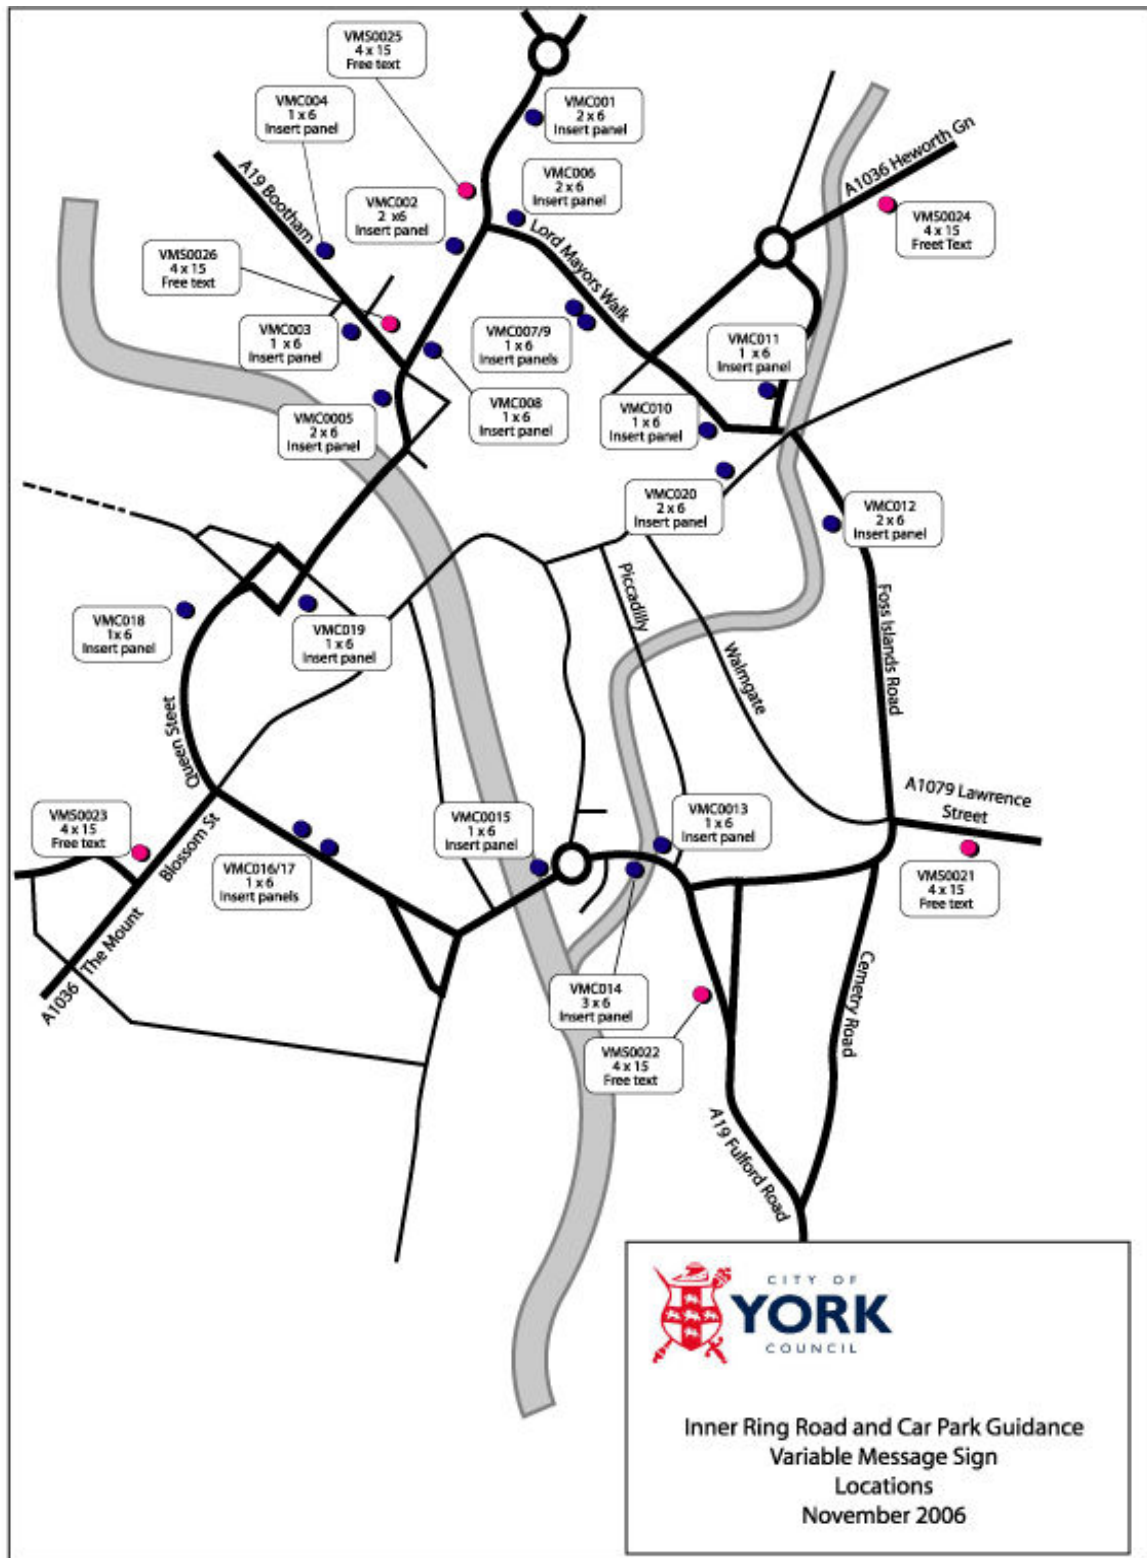 VMS0025
4 x 15
Free text
VMC004
1 x 6
Insert panel
VMC001
2 x 6
Insert panel
A1036 Heworth Gn
A19 Bootham
VMC006
2 x 6
Insert panel
VMC002
2 x6
Insert panel
VMS0024
4 x 15
Freet Text
Lord Mayors Walk
VMS0026
4 x 15
Free text
VMC003
1 x 6
Insert panel
VMC007/9
1 x 6
Insert panels
VMC011
1 x 6
Insert panel
VMC008
1 x 6
Insert panel
VMC0005
2 x 6
Insert panel
VMC010
1 x 6
Insert panel
VMC020
2 x 6
Insert panel
VMC012
2 x 6
Insert panel
Piccadilly
Foss Islands Road
VMC018
1x 6
Insert panel
VMC019
1 x 6
Insert panel
Walmgate
Queen Steet
A1079 Lawrence
Street
VMS0023
4 x 15
Free text
Blossom St
VMC0015
1 x 6
Insert panel
VMC0013
1 x 6
Insert panel
VMC016/17
1 x 6
Insert panels
VMS0021
4 x 15
Free text
A1036 The Mount
VMC014
3 x 6
Insert panel
Cemetry Road
VMS0022
4 x 15
Free text
A19 Fulford Road
CITY OF
YORK
COUNCIL
Inner Ring Road and Car Park Guidance
Variable Message Sign
Locations
November 2006